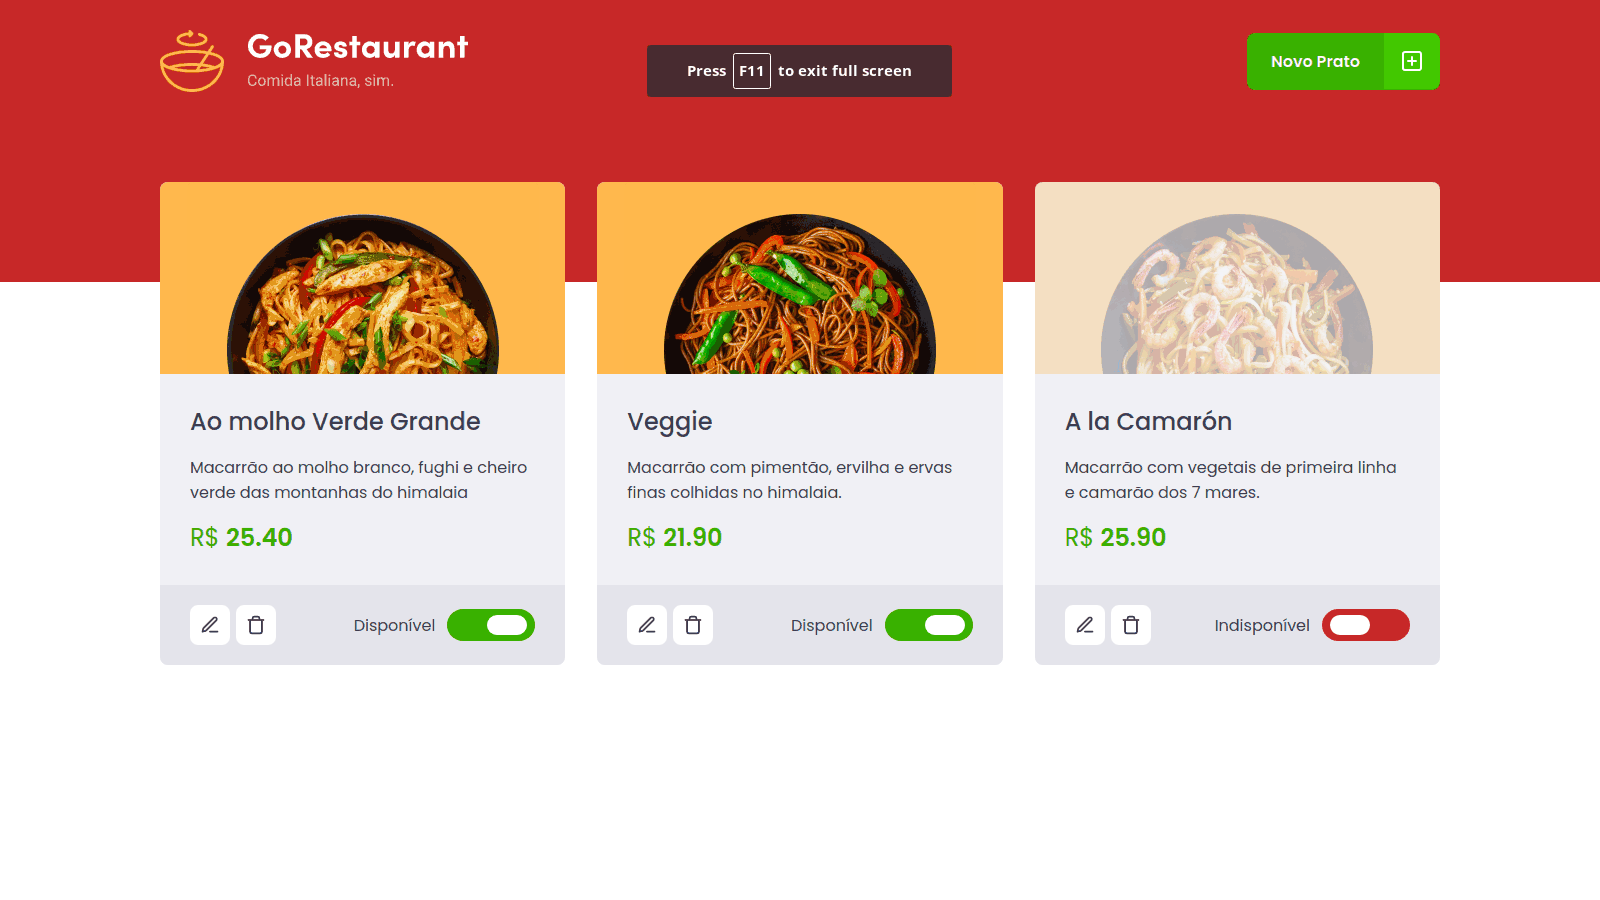 GoRestaurant
Comida Italiana, sim.
Press F11 to exit full screen
Novo Prato
Ao molho Verde Grande
Macarrão ao molho branco, fughi e cheiro
verde das montanhas do himalaia
R$ 25.40
Disponível
Veggie
Macarrão com pimentão, ervilha e ervas
finas colhidas no himalaia.
R$ 21.90
Disponível
A la Camarón
Macarrão com vegetais de primeira linha
e camarão dos 7 mares.
R$ 25.90
Indisponível